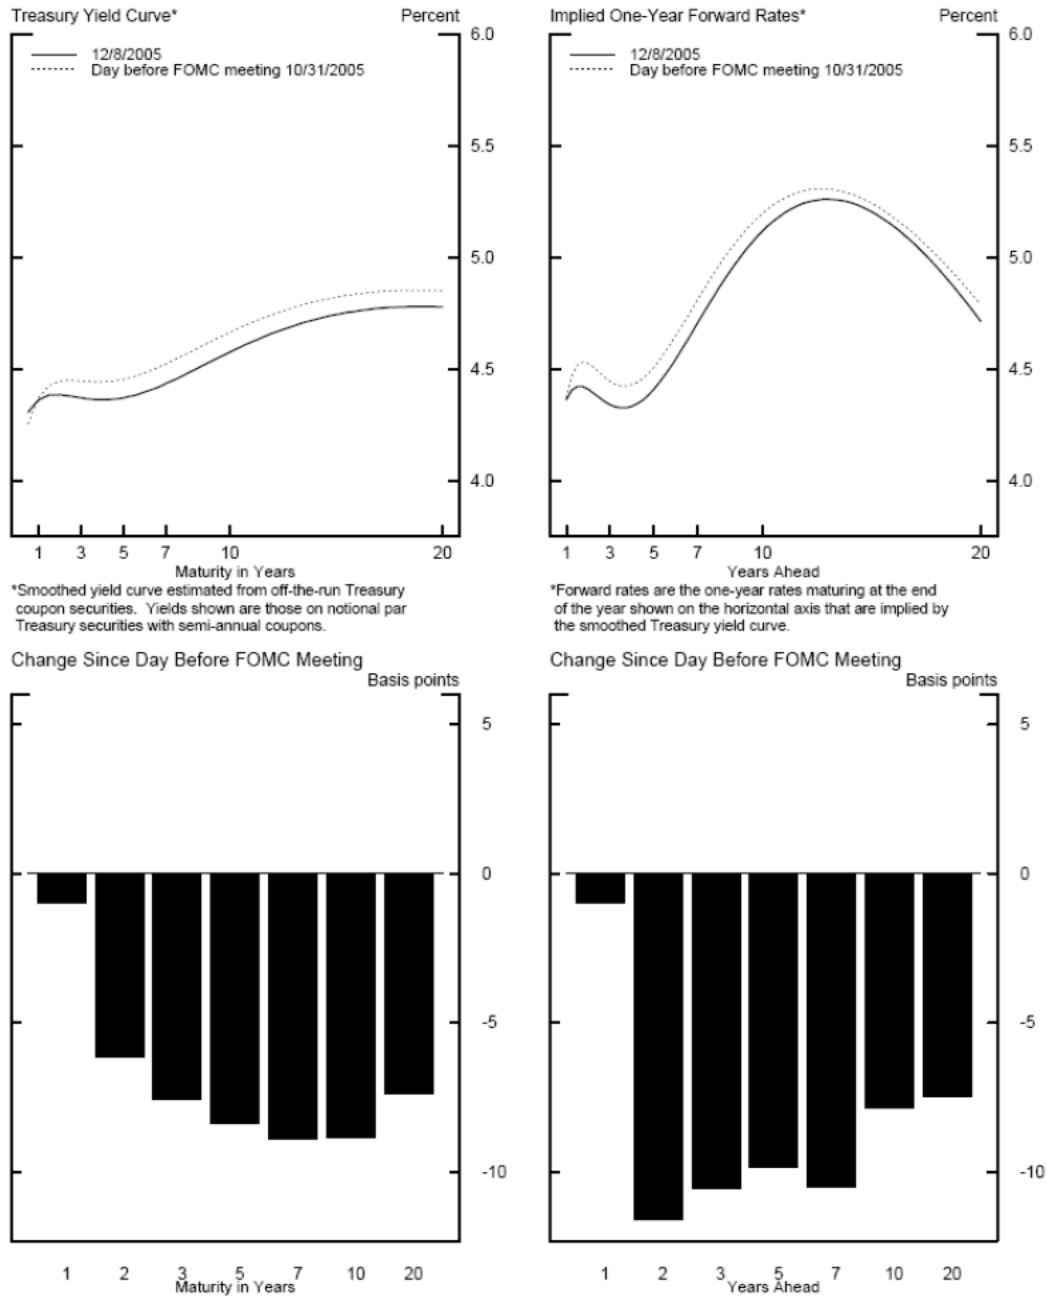 Treasury Yield Curve*
Percent
12/8/2005
Day before FOMC meeting 10/31/2005
6.0
5.5
5.0
4.5
4.0
1 3 5 7 10 20
Maturity in Years
*Smoothed yield curve estimated from off-the-run Treasury
coupon securities. Yields shown are those on notional par
Treasury securities with semi-annual coupons.
Implied One-Year Forward Rates*
Percent
12/8/2005
Day before FOMC meeting 10/31/2005
6.0
5.5
5.0
4.5
4.0
1 3 5 7 10 20
Years Ahead
*Forward rates are the one-year rates maturing at the end
of the year shown on the horizontal axis that are implied by
the smoothed Treasury yield curve.
Change Since Day Before FOMC Meeting
Basis points
5
0
-5
-10
1 2 3 5 7 10 20
Maturity in Years
Change Since Day Before FOMC Meeting
Basis points
5
0
-5
-10
1 2 3 5 7 10 20
Years Ahead